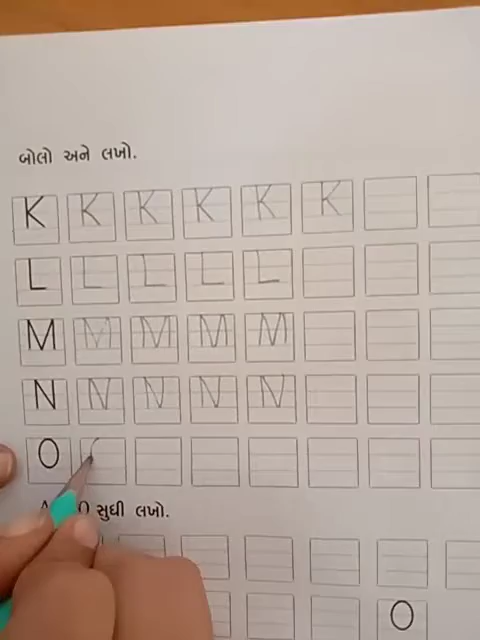 બોલો અને લખો.
K K K K K K
L L L L L
M M M M M
N N N N N
O
O સુધી લખો.
O